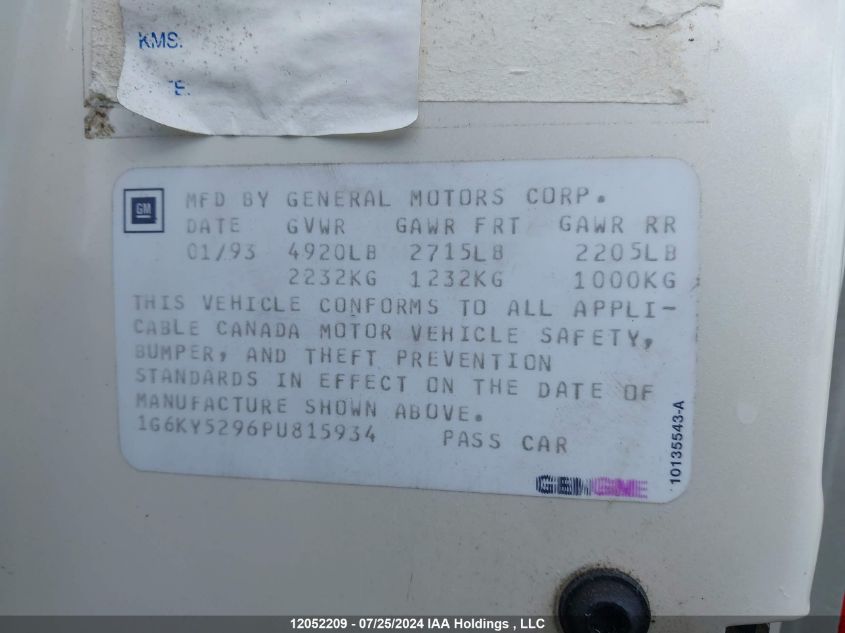 KMS.
E.
GM
MFD BY GENERAL MOTORS CORP.
DATE GVWR GAWR FRT GAWR RR
01/93 4920LB 2715LB 2205LB
2232KG 1232KG 1000KG
THIS VEHICLE CONFORMS TO ALL APPLI-
CABLE CANADA MOTOR VEHICLE SAFETY,
BUMPER, AND THEFT PREVENTION
STANDARDS IN EFFECT ON THE DATE OF
MANUFACTURE SHOWN ABOVE.
1G6KY5296PU815934 PASS CAR
10135543-A
12052209 - 07/25/2024 IAA Holdings , LLC